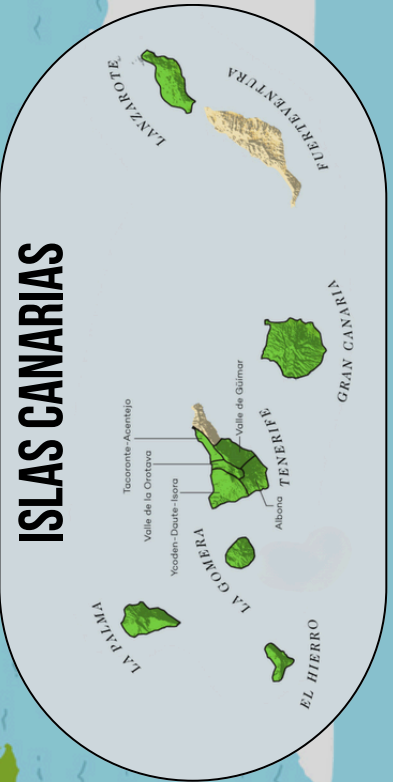 ISLAS CANARIAS
LA PALMA
EL HIERRO
LA GOMERA
Ycoden-Daute-Isora
Valle de la Orotava
Tacoronte-Acentejo
Abona
TENERIFE
Valle de Güímar
GRAN CANARIA
LANZAROTE
FUERTEVENTURA